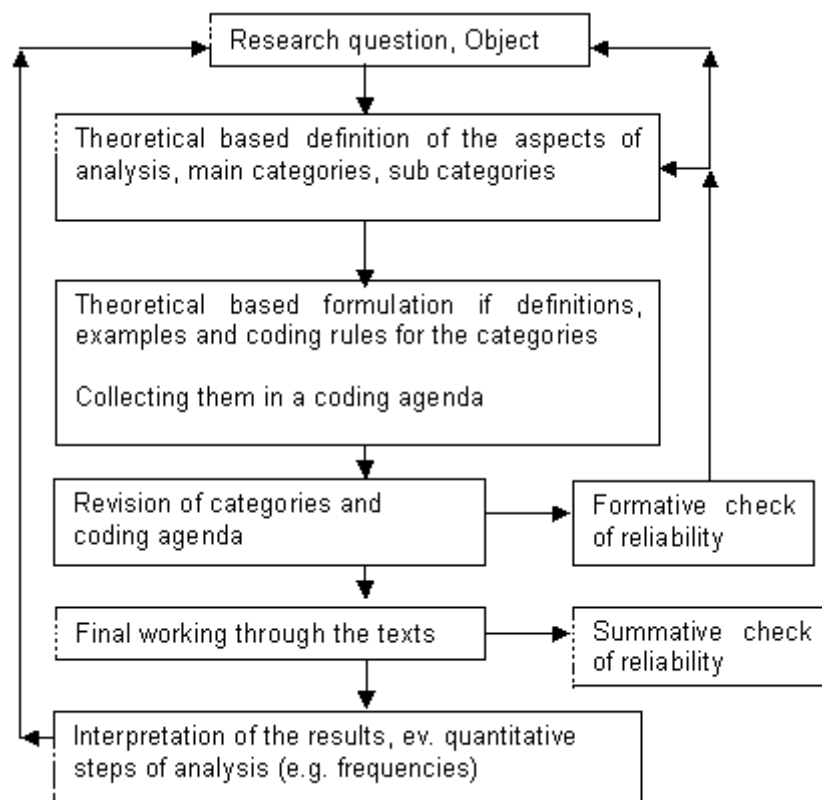 Research question, Object
Theoretical based definition of the aspects of
analysis, main categories, sub categories
Theoretical based formulation if definitions,
examples and coding rules for the categories
Collecting them in a coding agenda
Revision of categories and
coding agenda
Formative check
of reliability
Final working through the texts
Summative check
of reliability
Interpretation of the results, ev. quantitative
steps of analysis (e.g. frequencies)